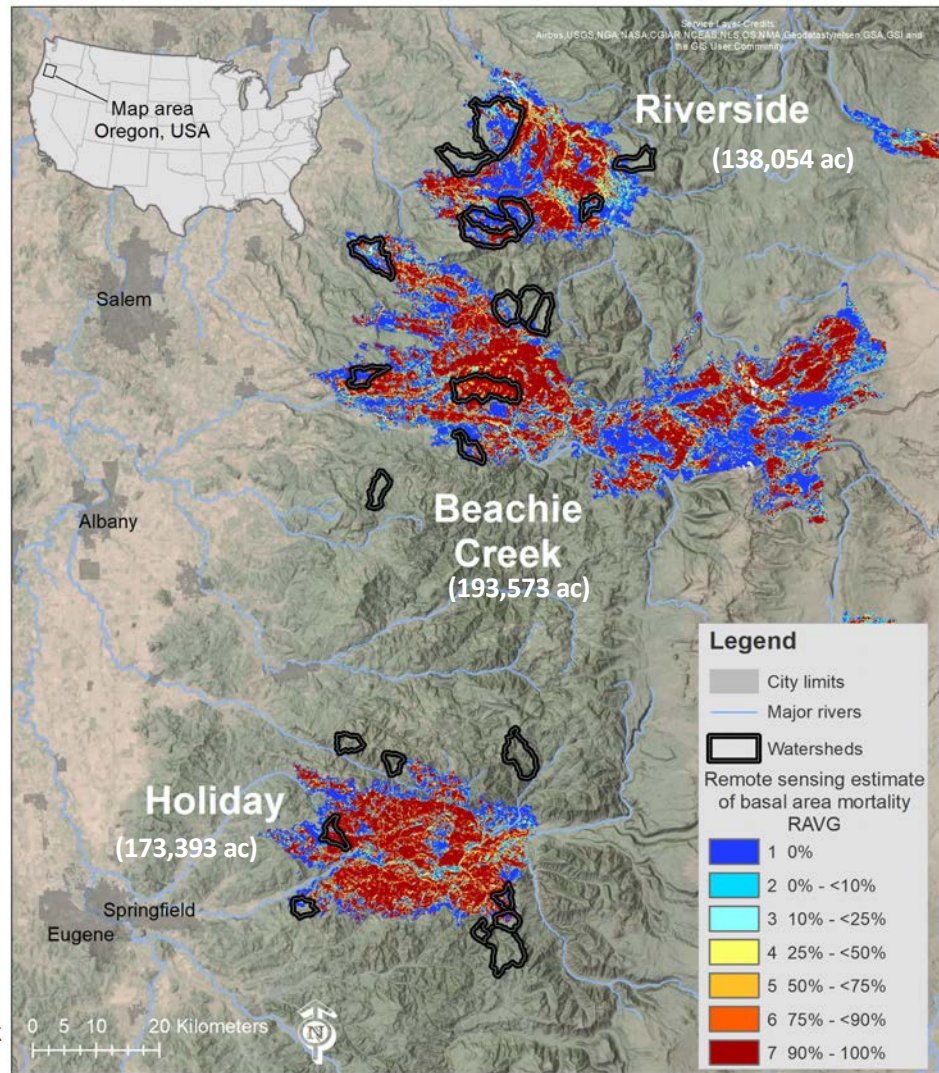 Service Layer Credits:
Airbus,USGS,NGA,NASA,CGIAR,NCEAS,NLS,OS,NMA,Geodatastyrelsen,GSA,GSI and
the GIS User Community
Map area
Oregon, USA
Riverside
(138,054 ac)
Salem
Albany
Beachie
Creek
(193,573 ac)
Holiday
(173,393 ac)
Springfield
Eugene
Legend
City limits
Major rivers
Watersheds
Remote sensing estimate
of basal area mortality
RAVG
1 0%
2 0% - <10%
3 10% - <25%
4 25% - <50%
5 50% - <75%
6 75% - <90%
7 90% - 100%
0 5 10 20 Kilometers
N